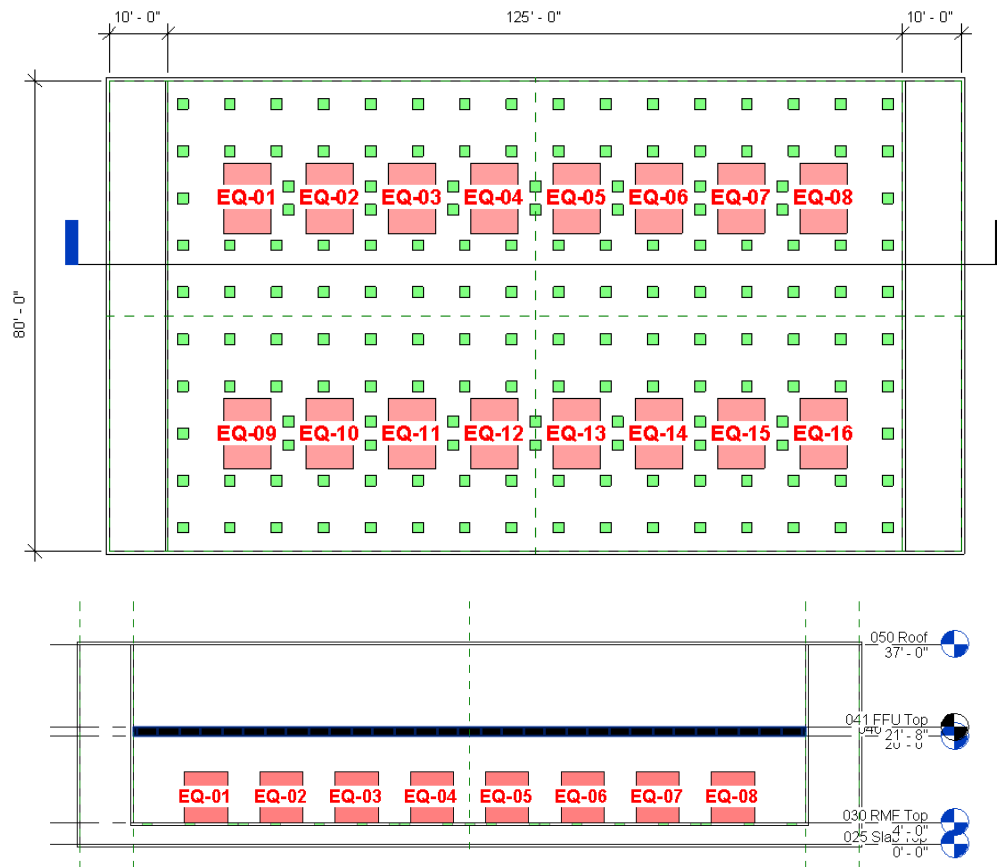 10' - 0"
125' - 0"
10' - 0"
80' - 0"
EQ-01
EQ-02
EQ-03
EQ-04
EQ-05
EQ-06
EQ-07
EQ-08
EQ-09
EQ-10
EQ-11
EQ-12
EQ-13
EQ-14
EQ-15
EQ-16
050 Roof
37' - 0"
041 FFU Top
21' - 8"
EQ-01
EQ-02
EQ-03
EQ-04
EQ-05
EQ-06
EQ-07
EQ-08
030 RMF Top
4' - 0"
025 Slab Top
0' - 0"